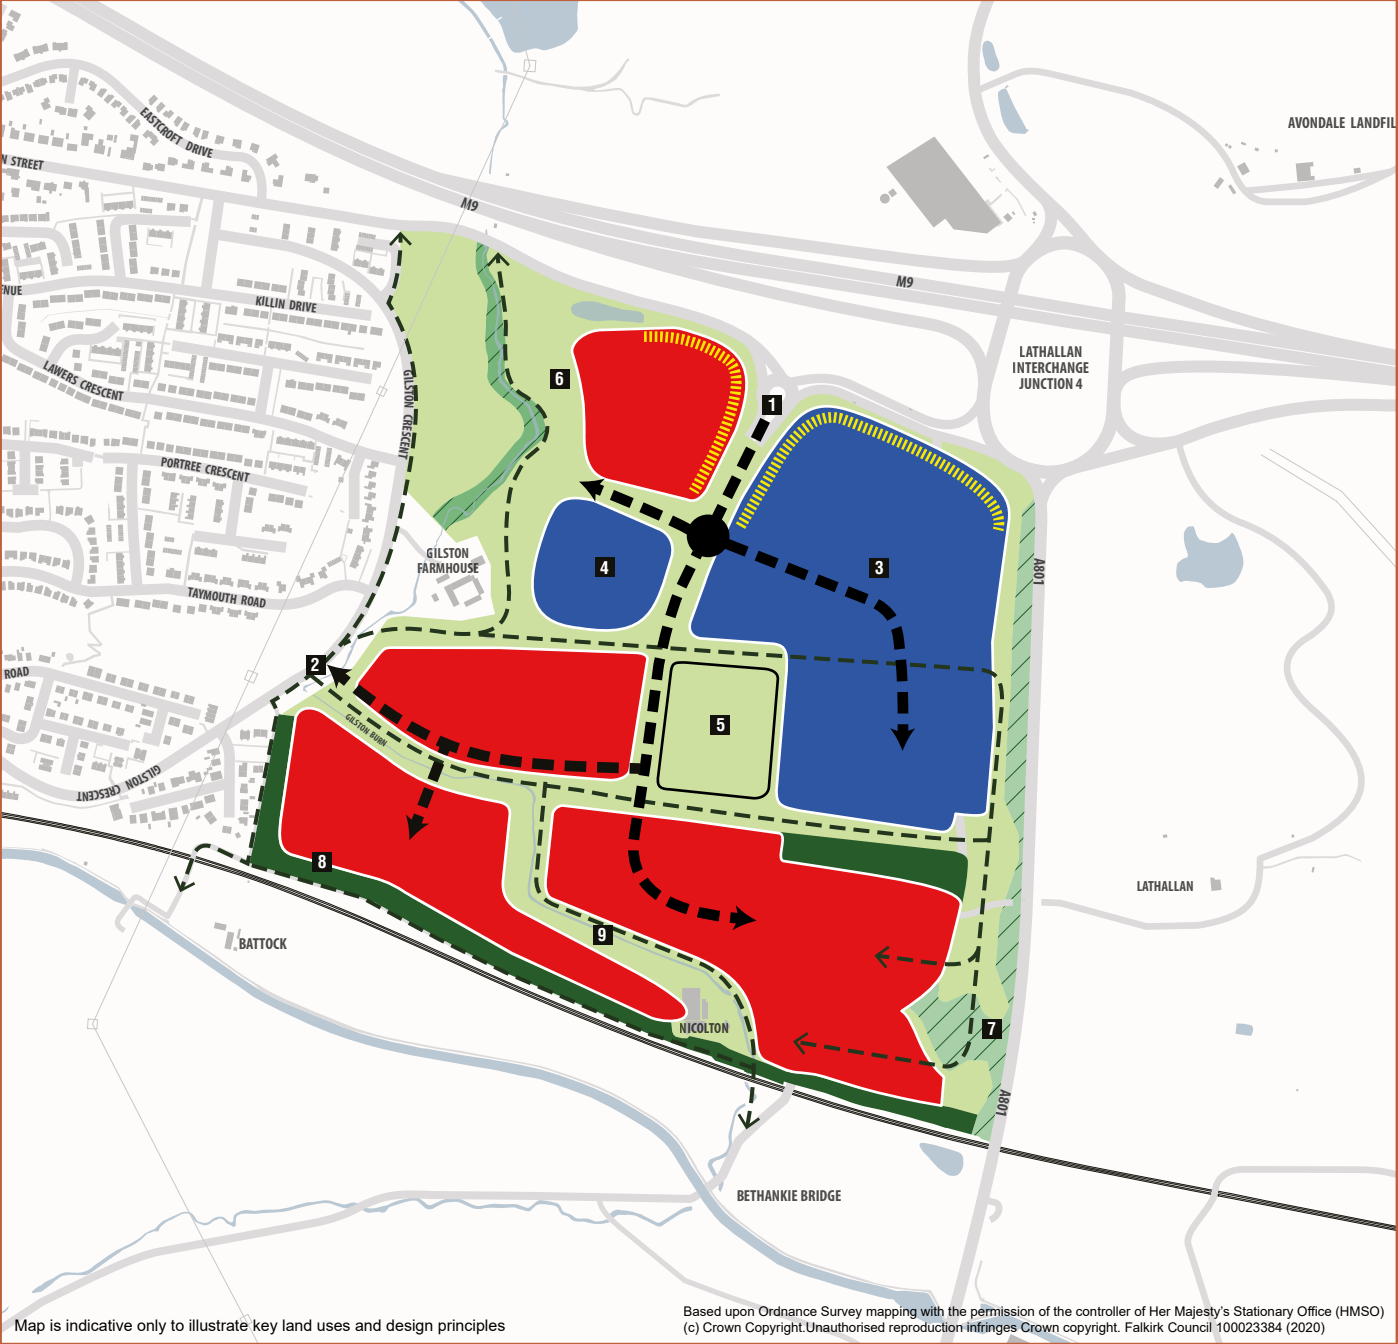 EASTCROFT DRIVE
AVONDALE LANDFIL
N STREET
M9
M9
ENUE
KILLIN DRIVE
LATHALLAN
INTERCHANGE
JUNCTION 4
LAWERS CRESCENT
GILSTON CRESCENT
6
1
PORTREE CRESCENT
GILSTON
FARMHOUSE
4
3
A801
TAYMOUTH ROAD
2
ROAD
5
GILSTON BURN
GILSTON CRESCENT
8
LATHALLAN
9
BATTOCK
NICOLTON
7
A801
BETHANKIE BRIDGE
Map is indicative only to illustrate key land uses and design principles
Based upon Ordnance Survey mapping with the permission of the controller of Her Majesty's Stationary Office (HMSO)
(c) Crown Copyright.Unauthorised reproduction infringes Crown copyright. Falkirk Council 100023384 (2020)